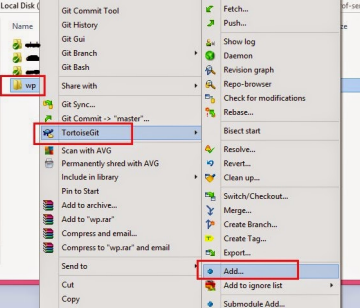 Local Disk (
of-ser
Name
ze
wp
Git Commit Tool
Git History
Git Gui
Git Branch
Git Bash
Share with
Git Sync...
Git Commit -> "master"...
TortoiseGit
Scan with AVG
Permanently shred with AVG
Include in library
Pin to Start
Add to archive...
Add to "wp.rar"
Compress and email...
Compress to "wp.rar" and email
Send to
Cut
Copy
Fetch...
Push...
Show log
Daemon
Revision graph
Repo-browser
Check for modifications
Rebase...
Bisect start
Resolve...
Revert...
Clean up...
Switch/Checkout...
Merge...
Create Branch...
Create Tag...
Export...
Add...
Add to ignore list
Submodule Add...